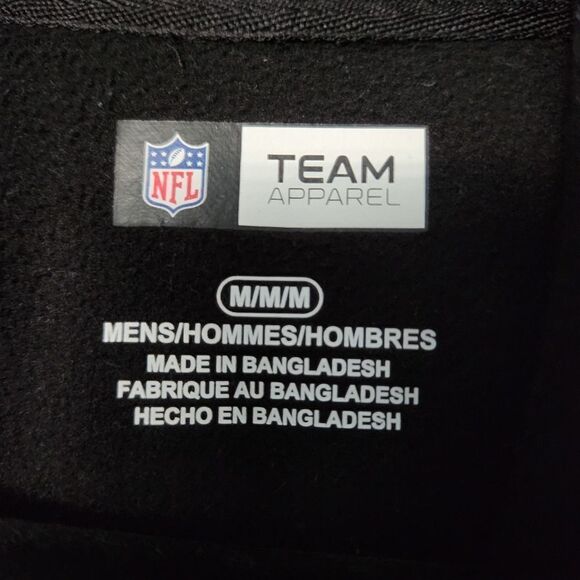 NFL
TEAM
APPAREL
M/M/M
MENS/HOMMES/HOMBRES
MADE IN BANGLADESH
FABRIQUE AU BANGLADESH
HECHO EN BANGLADESH